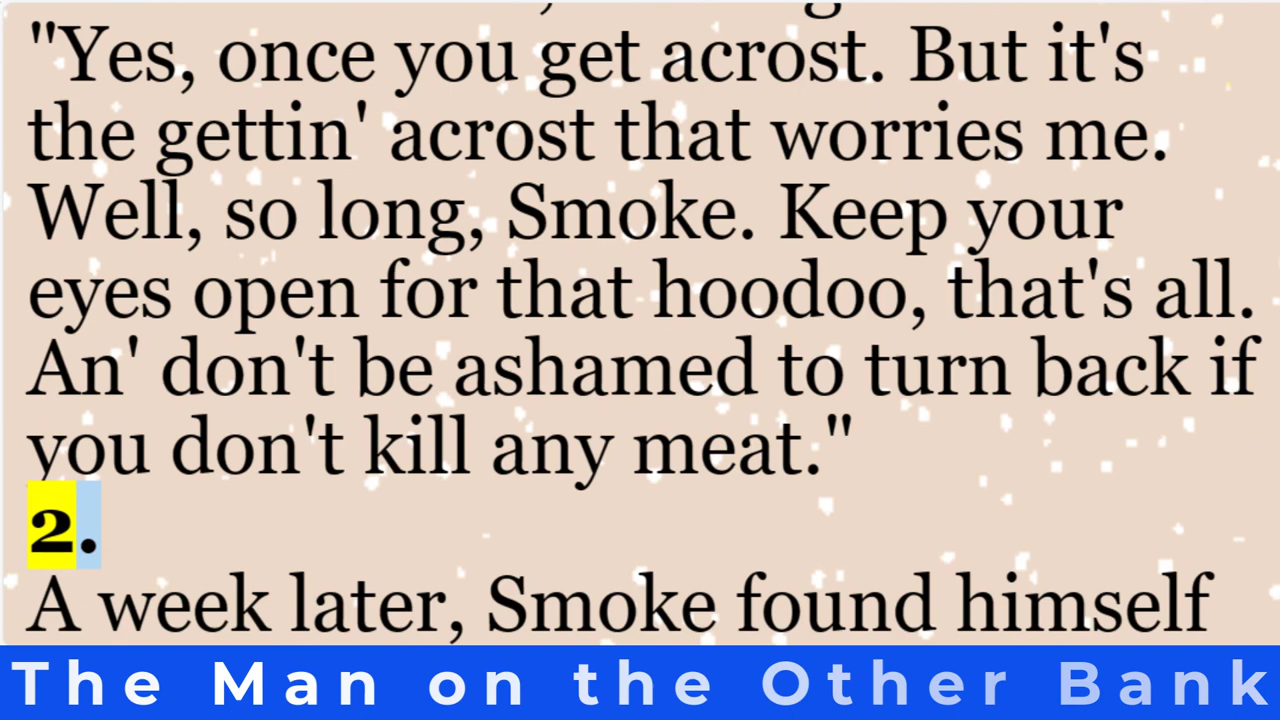 "Yes, once you get acrost. But it's
the gettin' acrost that worries me.
Well, so long, Smoke. Keep your
eyes open for that hoodoo, that's all.
An' don't be ashamed to turn back if
you don't kill any meat."
2.
A week later, Smoke found himself
The Man on the Other Bank